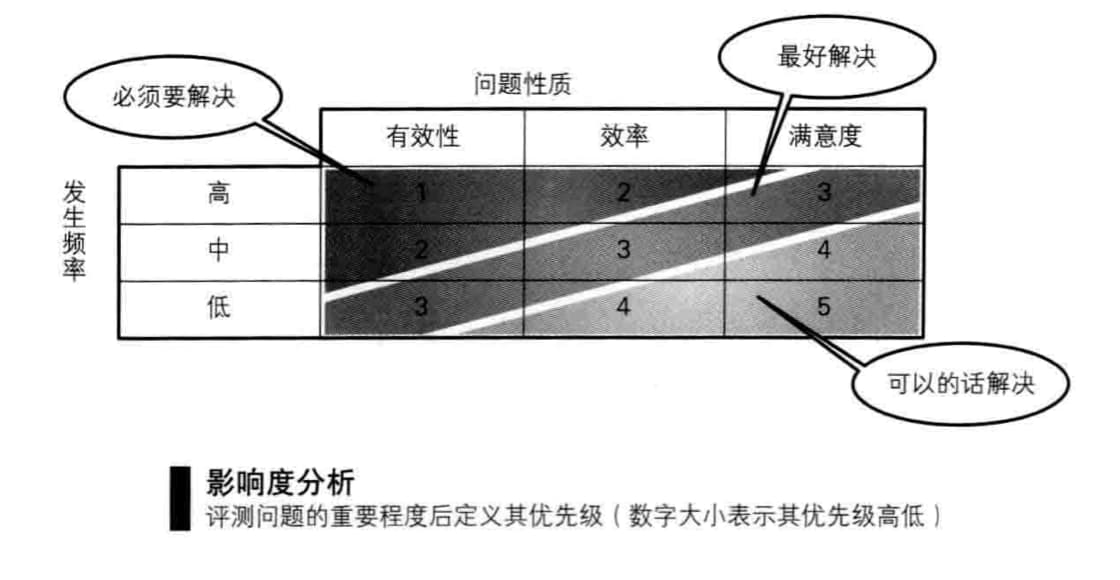 最好解决
必须要解决
问题性质
有效性 效率 满意度
发生频率
高 1 2 3
中 2 3 4
低 3 4 5
可以的话解决
影响度分析
评测问题的重要程度后定义其优先级(数字大小表示其优先级高低)